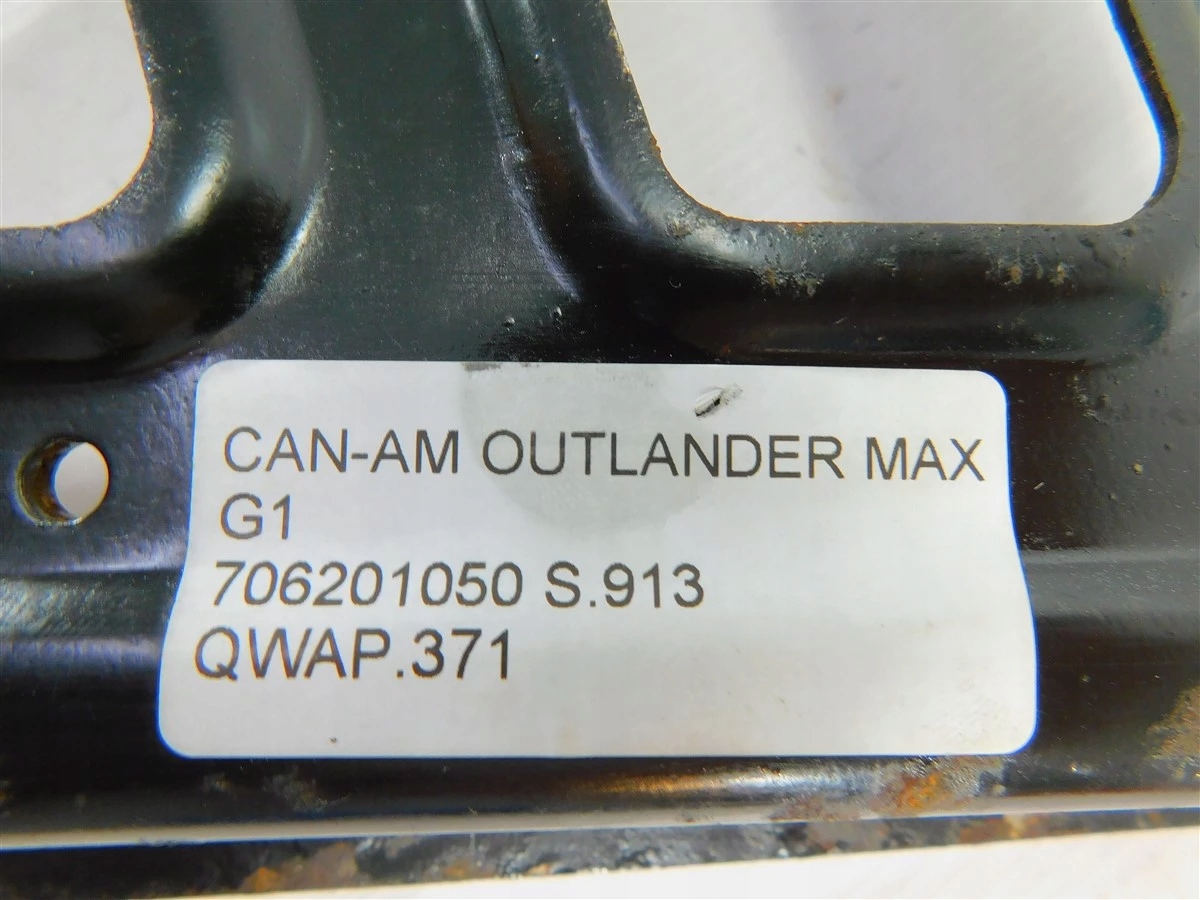 CAN-AM OUTLANDER MAX
G1
706201050 S.913
QWAP.371